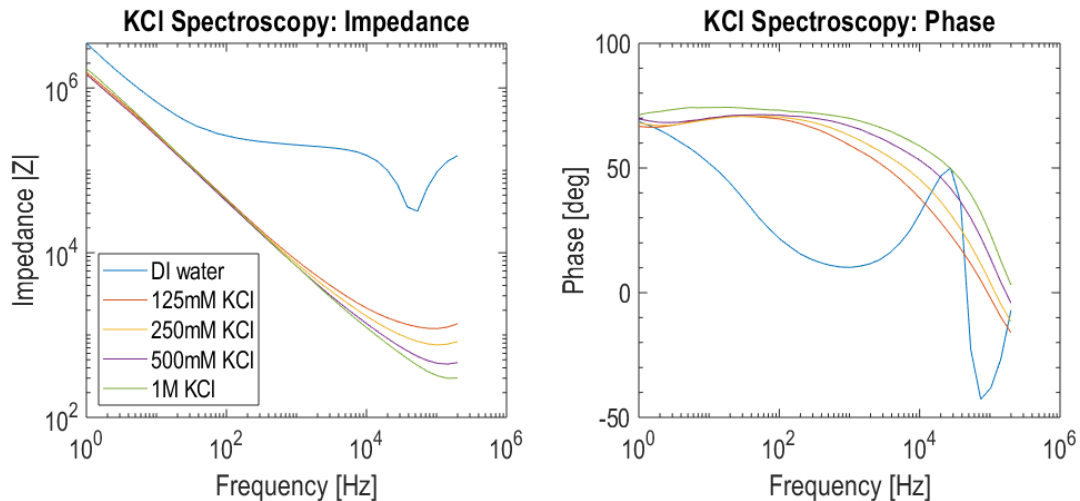 KCl Spectroscopy: Impedance
10^6
10^4
10^2
Impedance |Z|
DI water
125mM KCl
250mM KCl
500mM KCl
1M KCl
10^0
10^2
10^4
10^6
Frequency [Hz]
KCl Spectroscopy: Phase
100
50
0
-50
Phase [deg]
10^0
10^2
10^4
10^6
Frequency [Hz]